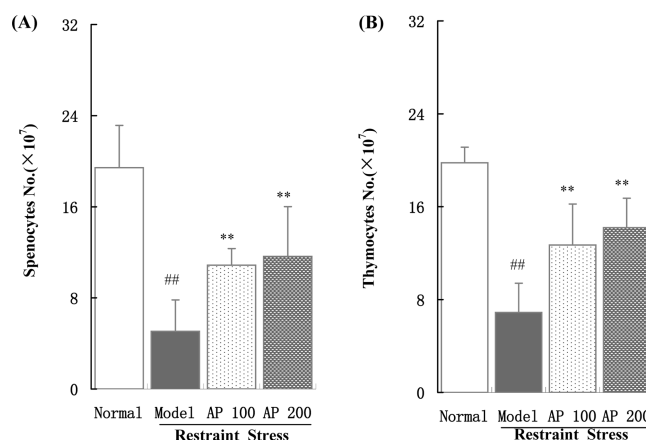 (A)
Spenocytes No.(×10⁷)
32
24
16
8
0
##
**
**
Normal Model AP 100 AP 200
Restraint Stress
(B)
Thymocytes No.(×10⁷)
32
24
16
8
0
##
**
**
Normal Model AP 100 AP 200
Restraint Stress